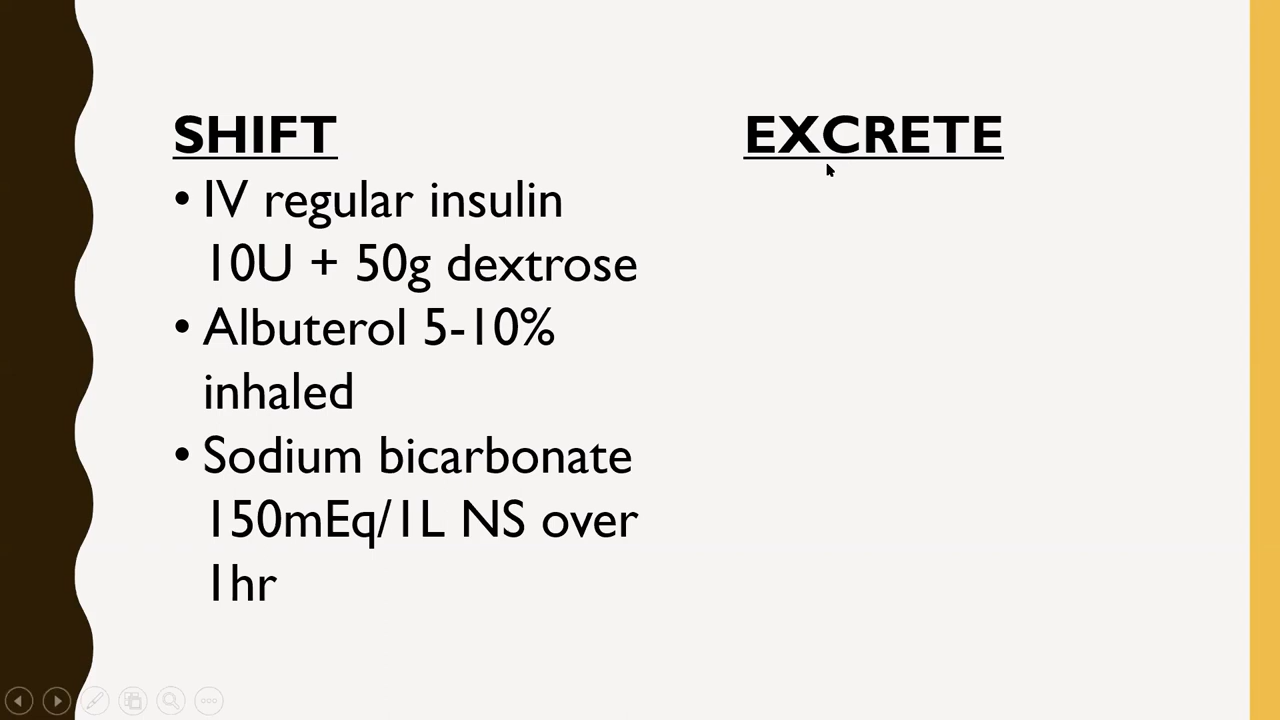 SHIFT
• IV regular insulin
10U + 50g dextrose
• Albuterol 5-10%
inhaled
• Sodium bicarbonate
150mEq/1L NS over
1hr
EXCRETE